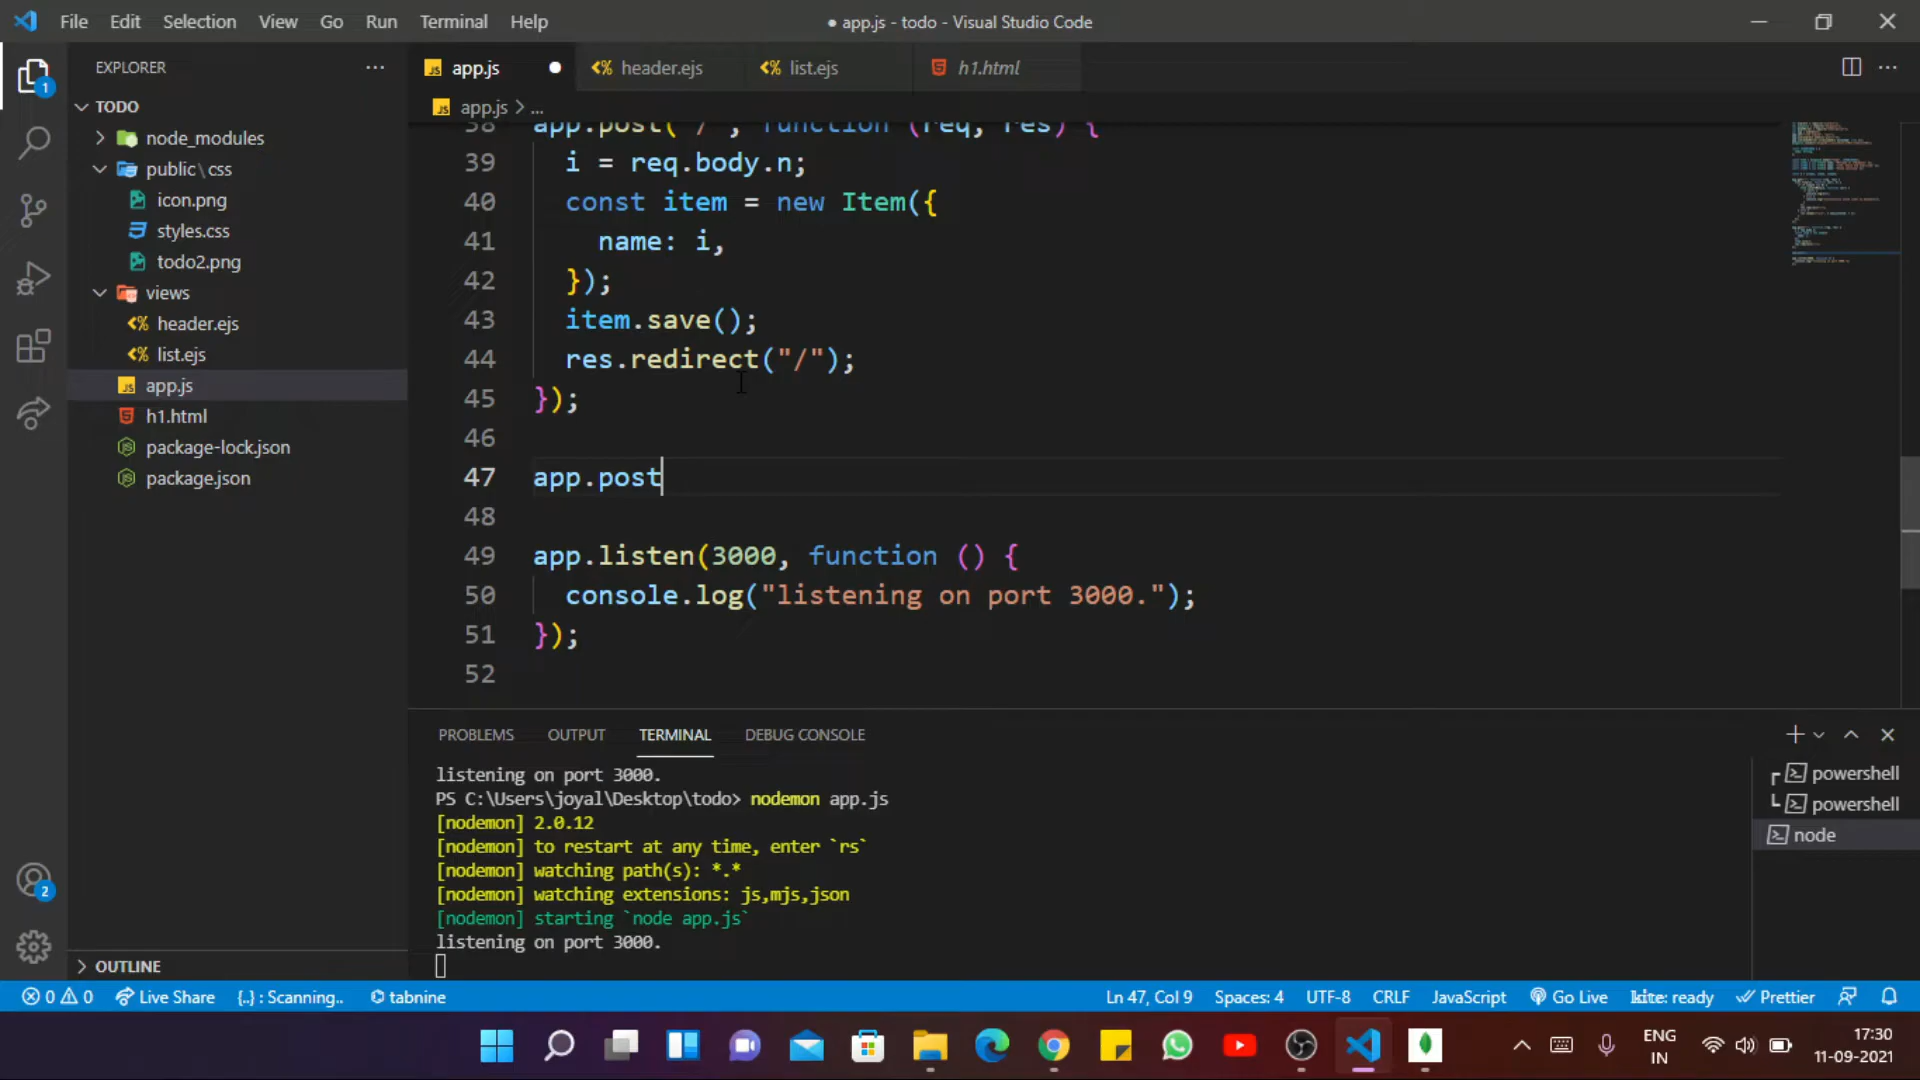 File Edit Selection View Go Run Terminal Help
● app.js - todo - Visual Studio Code
EXPLORER
TODO
node_modules
public\css
icon.png
styles.css
todo2.png
views
header.ejs
list.ejs
app.js
h1.html
package-lock.json
package.json
OUTLINE
1
2
app.js header.ejs list.ejs h1.html
app.js > ...
38 app.post("/", function (req, res) {
39 i = req.body.n;
40 const item = new Item({
41 name: i,
42 });
43 item.save();
44 res.redirect("/");
45 });
46
47 app.post
48
49 app.listen(3000, function () {
50 console.log("listening on port 3000.");
51 });
52
PROBLEMS OUTPUT TERMINAL DEBUG CONSOLE
listening on port 3000.
PS C:\Users\joyal\Desktop\todo> nodemon app.js
[nodemon] 2.0.12
[nodemon] to restart at any time, enter `rs`
[nodemon] watching path(s): *.*
[nodemon] watching extensions: js,mjs,json
[nodemon] starting `node app.js`
listening on port 3000.
powershell
powershell
node
0 0 Live Share {..} : Scanning.. tabnine Ln 47, Col 9 Spaces: 4 UTF-8 CRLF JavaScript Go Live kite: ready Prettier
ENG
IN
17:30
11-09-2021